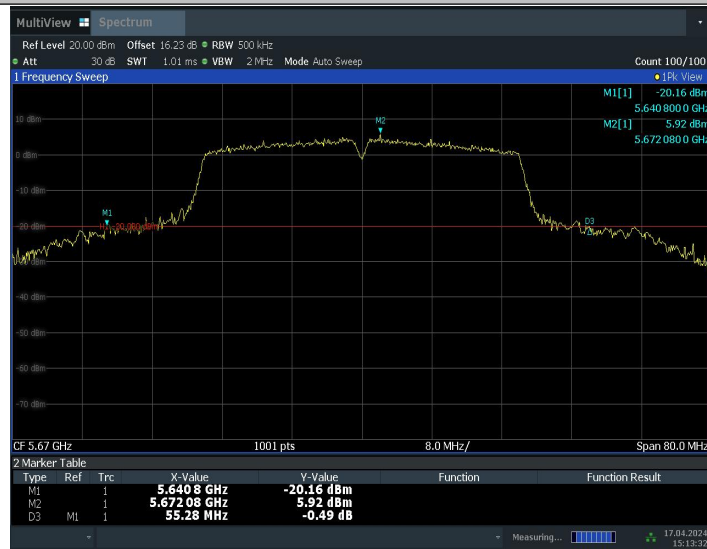 MultiView Spectrum
Ref Level 20.00 dBm Offset 16.23 dB RBW 500 kHz
Att 30 dB SWT 1.01 ms VBW 2 MHz Mode Auto Sweep Count 100/100
1 Frequency Sweep 1Pk View
M1[1] -20.16 dBm
5.640 800 0 GHz
10 dBm
M2
M2[1] 5.92 dBm
5.672 080 0 GHz
0 dBm
-10 dBm
M1
D3
-20 dBm
-30 dBm
-40 dBm
-50 dBm
-60 dBm
-70 dBm
CF 5.67 GHz 1001 pts 8.0 MHz/ Span 80.0 MHz
2 Marker Table
Type Ref Trc X-Value Y-Value Function Function Result
M1 1 5.640 8 GHz -20.16 dBm
M2 1 5.672 08 GHz 5.92 dBm
D3 M1 1 55.28 MHz -0.49 dB
Measuring... 17.04.2024
15:13:32